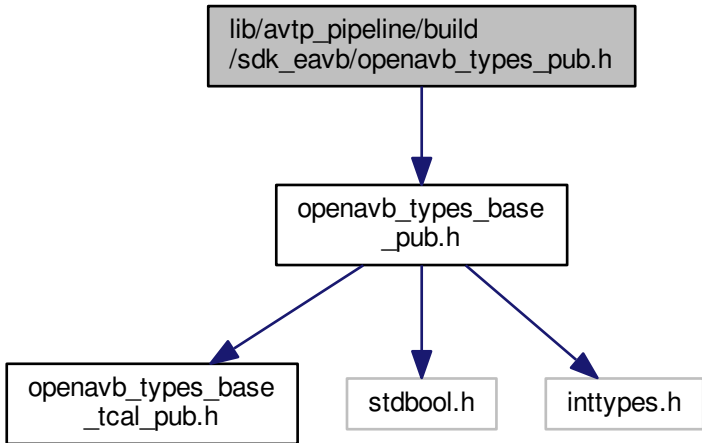 lib/avtp_pipeline/build
/sdk_eavb/openavb_types_pub.h
openavb_types_base
_pub.h
openavb_types_base
_tcal_pub.h
stdbool.h
inttypes.h